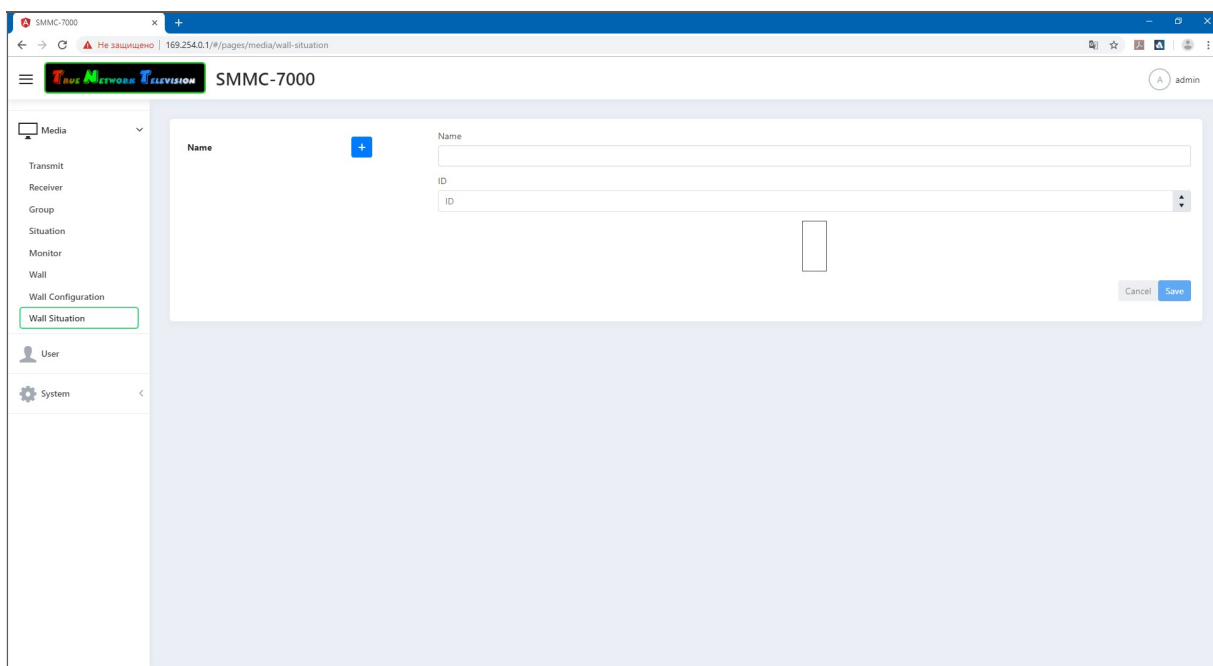 SMMC-7000
Не защищено | 169.254.0.1/#/pages/media/wall-situation
TRUE NETWORK TELEVISION
SMMC-7000
A admin
Media
Transmit
Receiver
Group
Situation
Monitor
Wall
Wall Configuration
Wall Situation
User
System
Name
+
Name
ID
ID
Cancel Save